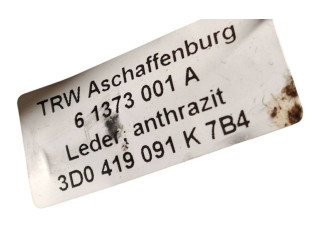 TRW Aschaffenburg
6 1373 001 A
Leder, anthrazit
3D0 419 091 K 7B4